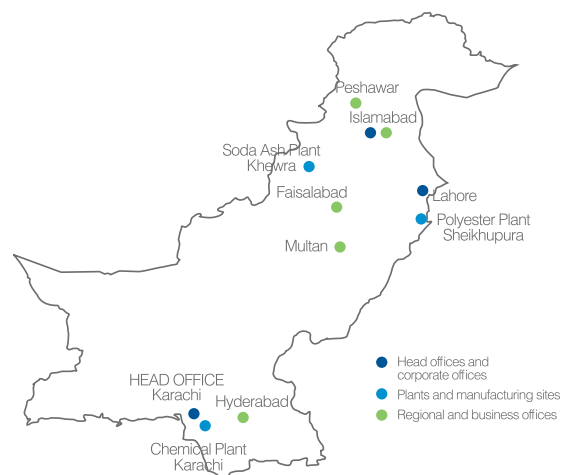 Peshawar
Islamabad
Soda Ash Plant
Khewra
Faisalabad
Lahore
Polyester Plant
Sheikhupura
Multan
Head offices and
corporate offices
Plants and manufacturing sites
Regional and business offices
HEAD OFFICE
Karachi
Hyderabad
Chemical Plant
Karachi